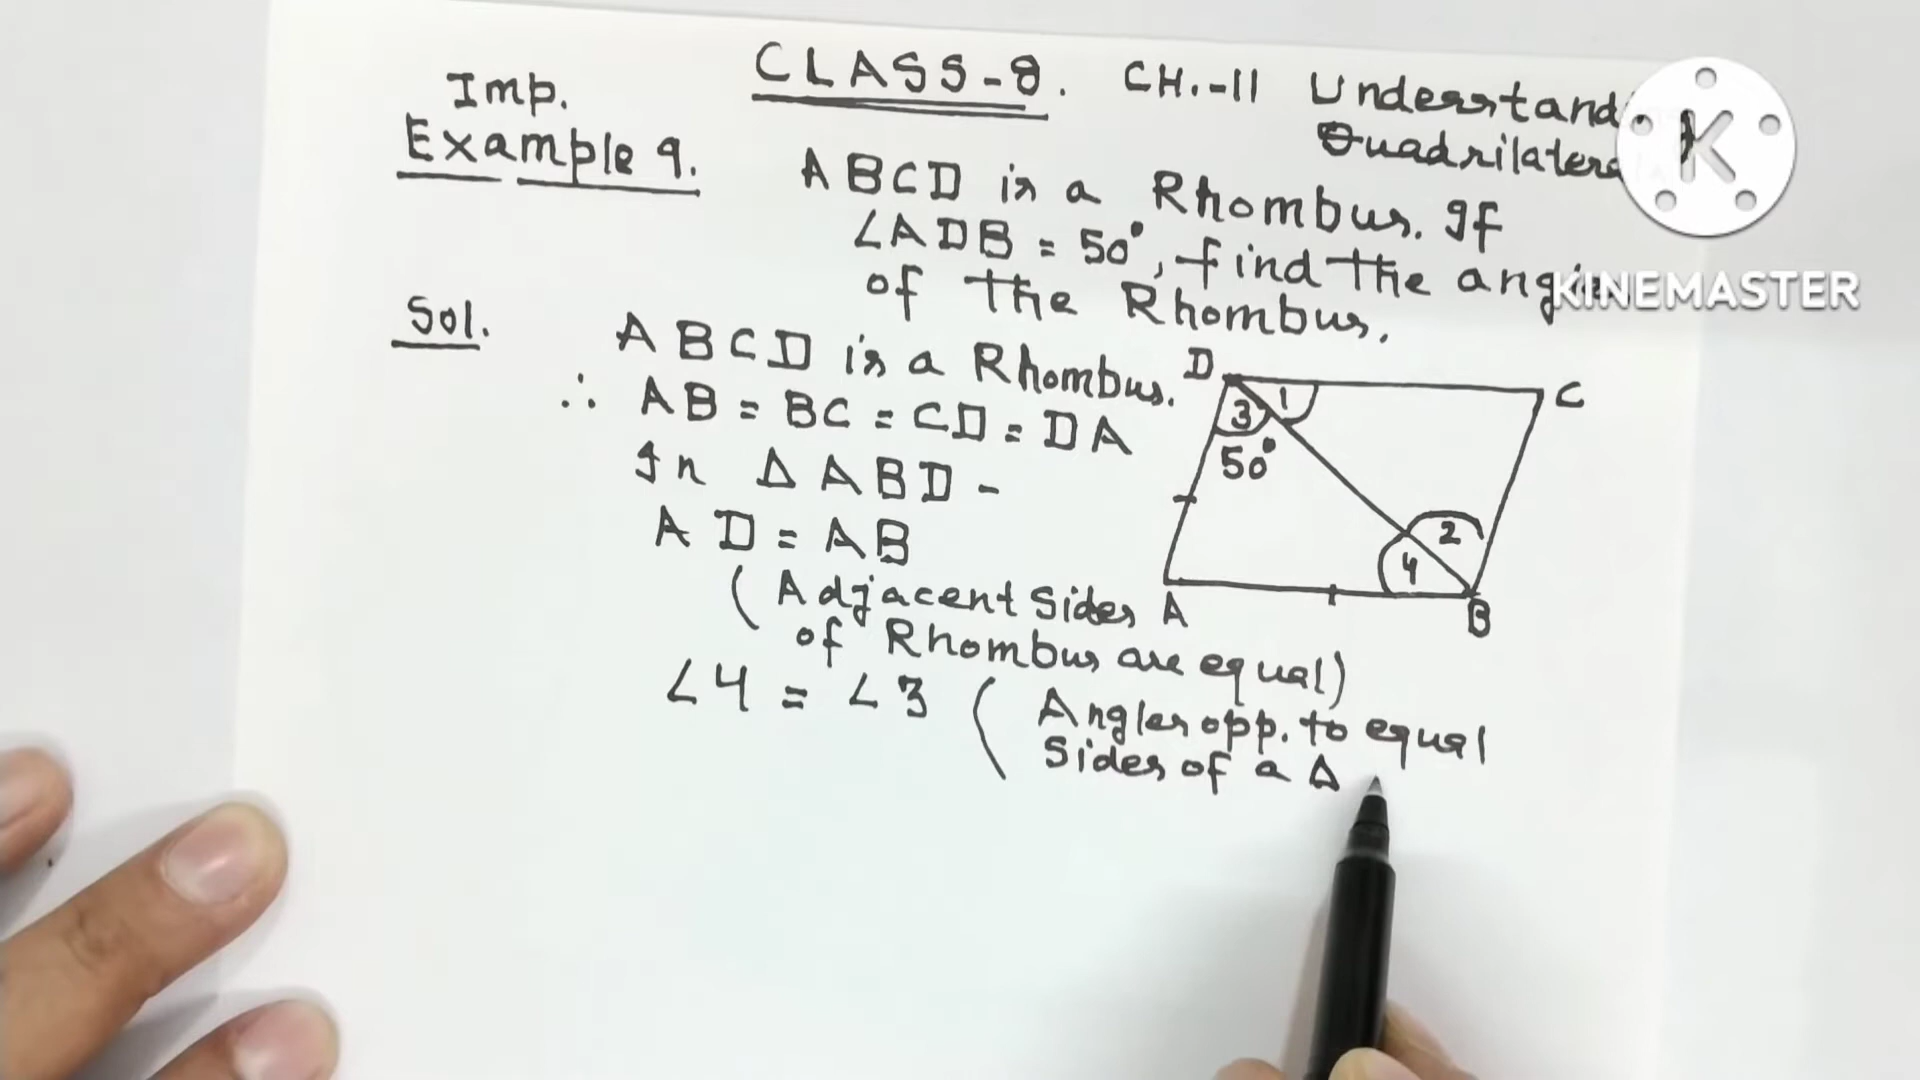 Imp.
CLASS-8. CH.-11 Understand
Quadrilatera
Example 9. ABCD is a Rhombus. If
∠ADB = 50°, find the
of the Rhombus.
Sol. ABCD is a Rhombus.
∴ AB = BC = CD = DA
In Δ ABD -
AD = AB
(Adjacent Sides
of Rhombus are equal)
∠4 = ∠3 (Angles opp. to equal
Sides of a Δ
D
C
3
1
50°
2
4
A
B
K
KINEMASTER